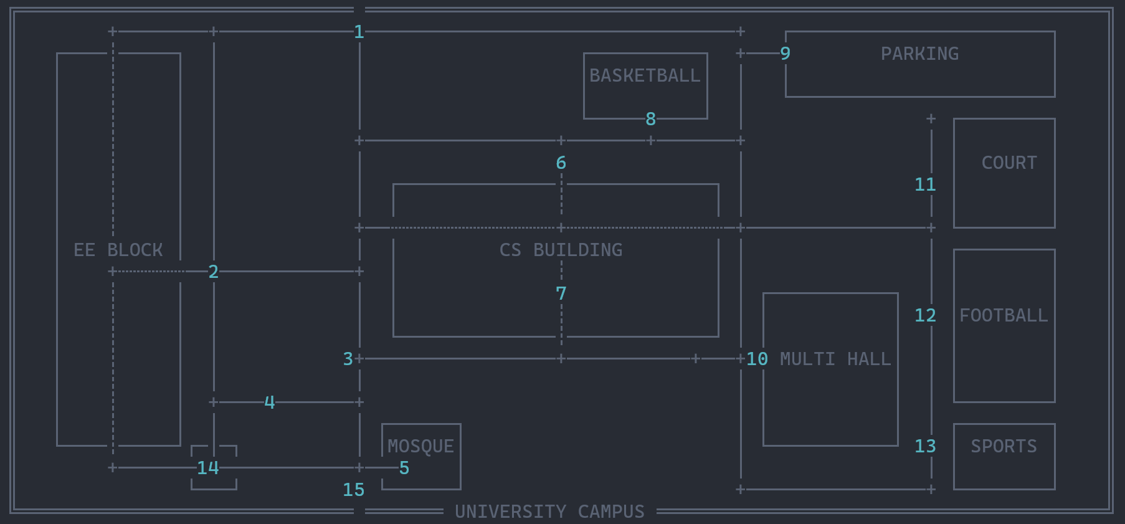 1
9 PARKING
BASKETBALL
8
6
COURT
11
EE BLOCK
CS BUILDING
2
7
12 FOOTBALL
3
10 MULTI HALL
4
MOSQUE
13 SPORTS
14
5
15
UNIVERSITY CAMPUS